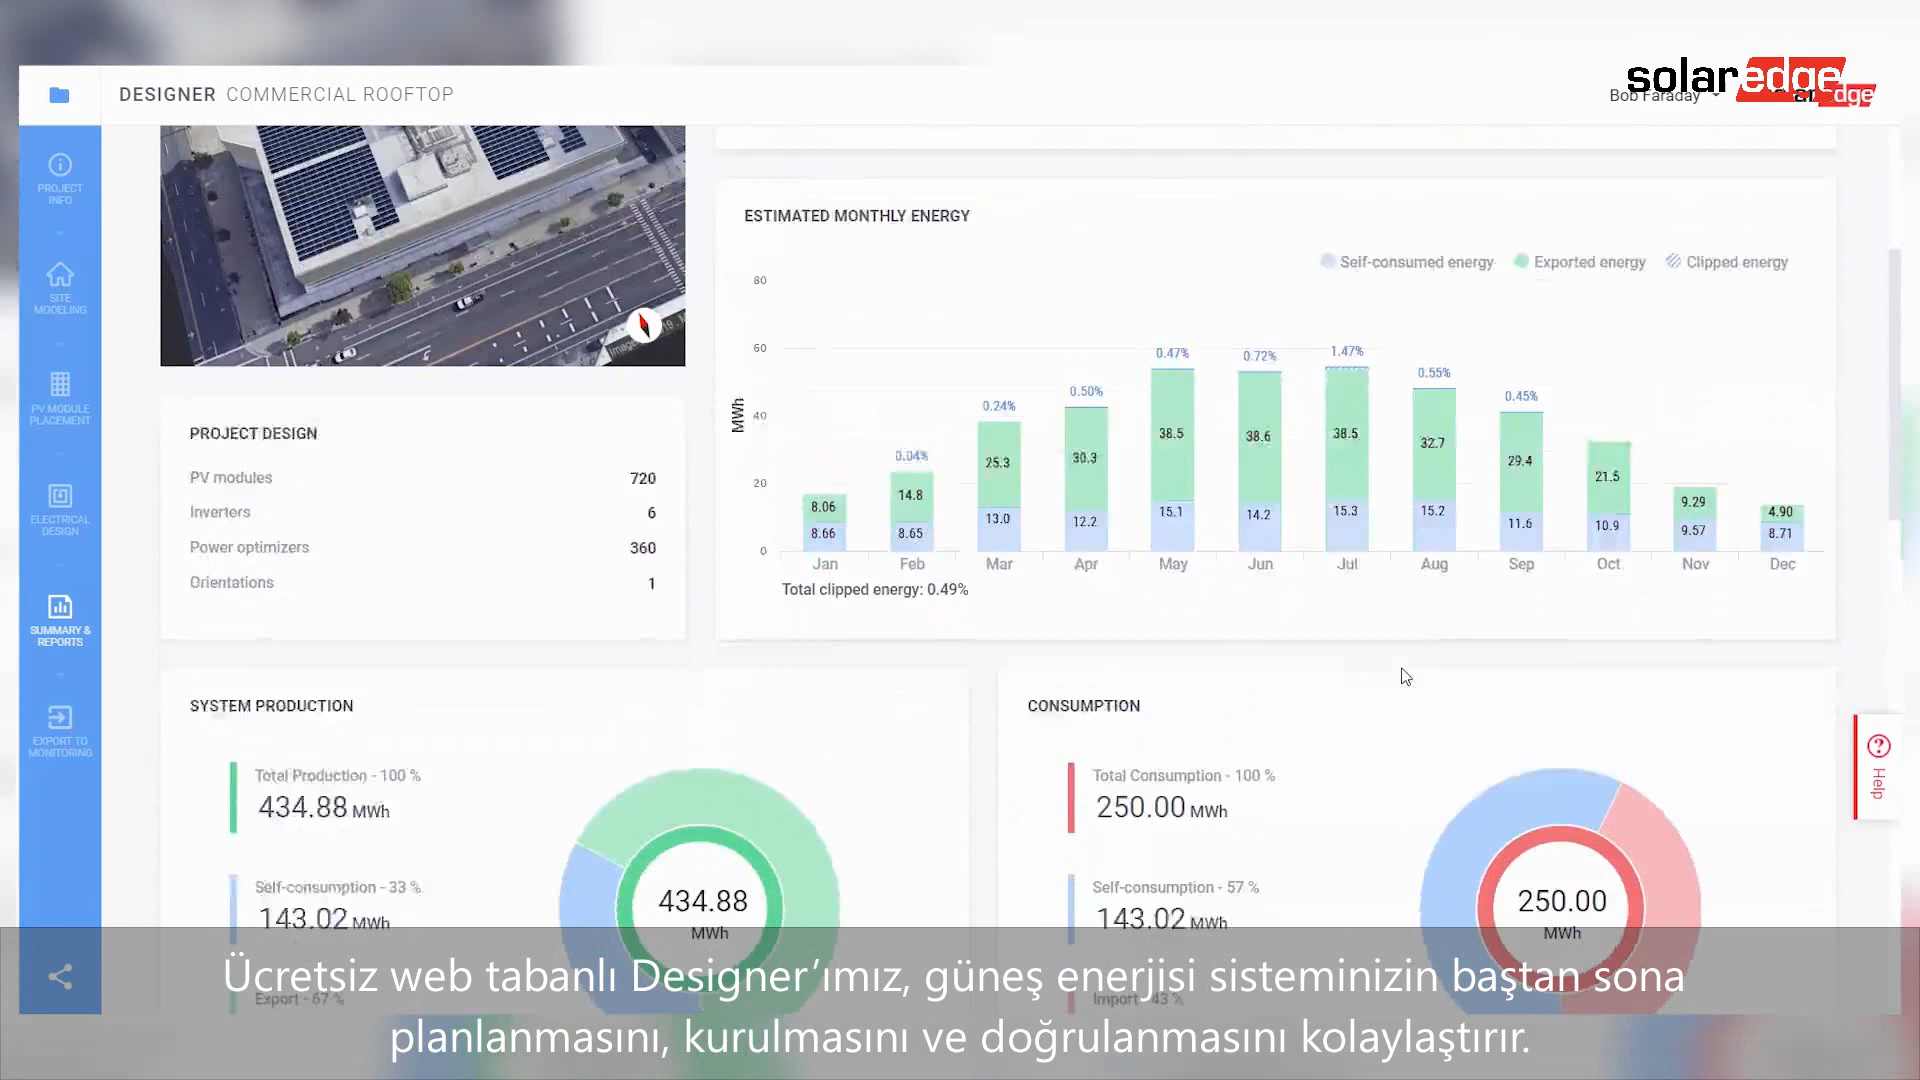 solaredge
DESIGNER COMMERCIAL ROOFTOP
Bob Faraday
PROJECT
INFO
SITE
MODELING
PV MODULE
PLACEMENT
ELECTRICAL
DESIGN
SUMMARY &
REPORTS
EXPORT TO
MONITORING
PROJECT DESIGN
PV modules 720
Inverters 6
Power optimizers 360
Orientations 1
ESTIMATED MONTHLY ENERGY
Self-consumed energy Exported energy Clipped energy
MWh
80
60
40
20
0
0.04% 0.24% 0.50% 0.47% 0.72% 1.47% 0.55% 0.45%
8.06 14.8 25.3 30.3 38.5 38.6 38.5 32.7 29.4 21.5 9.29 4.90
8.66 8.65 13.0 12.2 15.1 14.2 15.3 15.2 11.6 10.9 9.57 8.71
Jan Feb Mar Apr May Jun Jul Aug Sep Oct Nov Dec
Total clipped energy: 0.49%
SYSTEM PRODUCTION
Total Production - 100 %
434.88 MWh
Self-consumption - 33 %
143.02 MWh
Export - 67 %
434.88
MWh
CONSUMPTION
Total Consumption - 100 %
250.00 MWh
Self-consumption - 57 %
143.02 MWh
Import - 43 %
250.00
MWh
Help
Ücretsiz web tabanlı Designer’ımız, güneş enerjisi sisteminizin baştan sona
planlanmasını, kurulmasını ve doğrulanmasını kolaylaştırır.